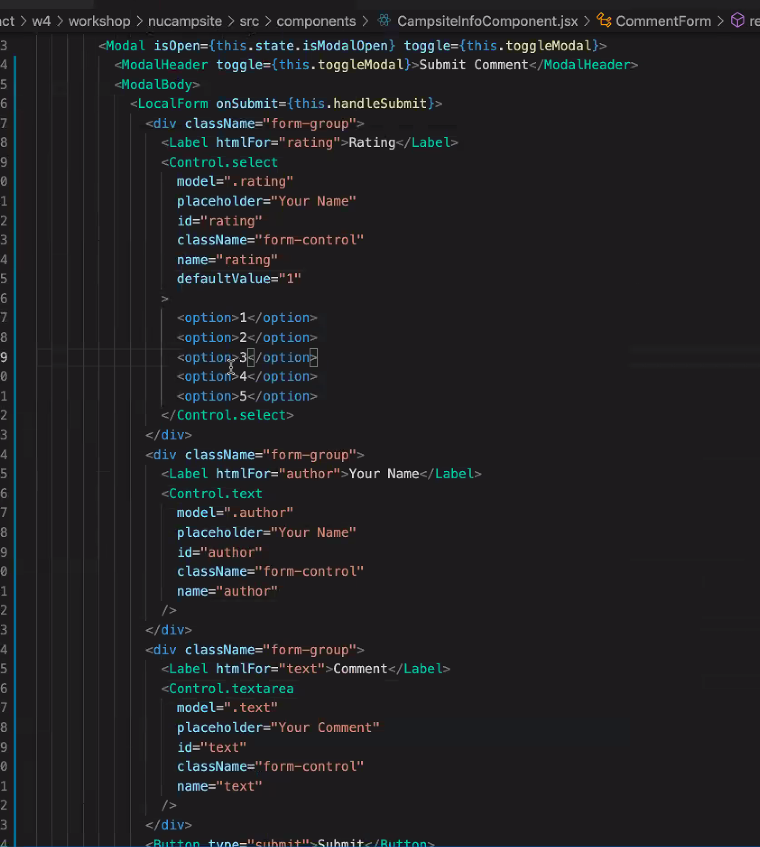 ct > w4 > workshop > nucampsite > src > components > CampsiteInfoComponent.jsx > CommentForm > re
3 <Modal isOpen={this.state.isModalOpen} toggle={this.toggleModal}>
4 <ModalHeader toggle={this.toggleModal}>Submit Comment</ModalHeader>
5 <ModalBody>
6 <LocalForm onSubmit={this.handleSubmit}>
7 <div className="form-group">
8 <Label htmlFor="rating">Rating</Label>
9 <Control.select
0 model=".rating"
1 placeholder="Your Name"
2 id="rating"
3 className="form-control"
4 name="rating"
5 defaultValue="1"
6 >
7 <option>1</option>
8 <option>2</option>
9 <option>3</option>
0 <option>4</option>
1 <option>5</option>
2 </Control.select>
3 </div>
4 <div className="form-group">
5 <Label htmlFor="author">Your Name</Label>
6 <Control.text
7 model=".author"
8 placeholder="Your Name"
9 id="author"
0 className="form-control"
1 name="author"
2 />
3 </div>
4 <div className="form-group">
5 <Label htmlFor="text">Comment</Label>
6 <Control.textarea
7 model=".text"
8 placeholder="Your Comment"
9 id="text"
0 className="form-control"
1 name="text"
2 />
3 </div>
4 <Button type="submit">Submit</Button>